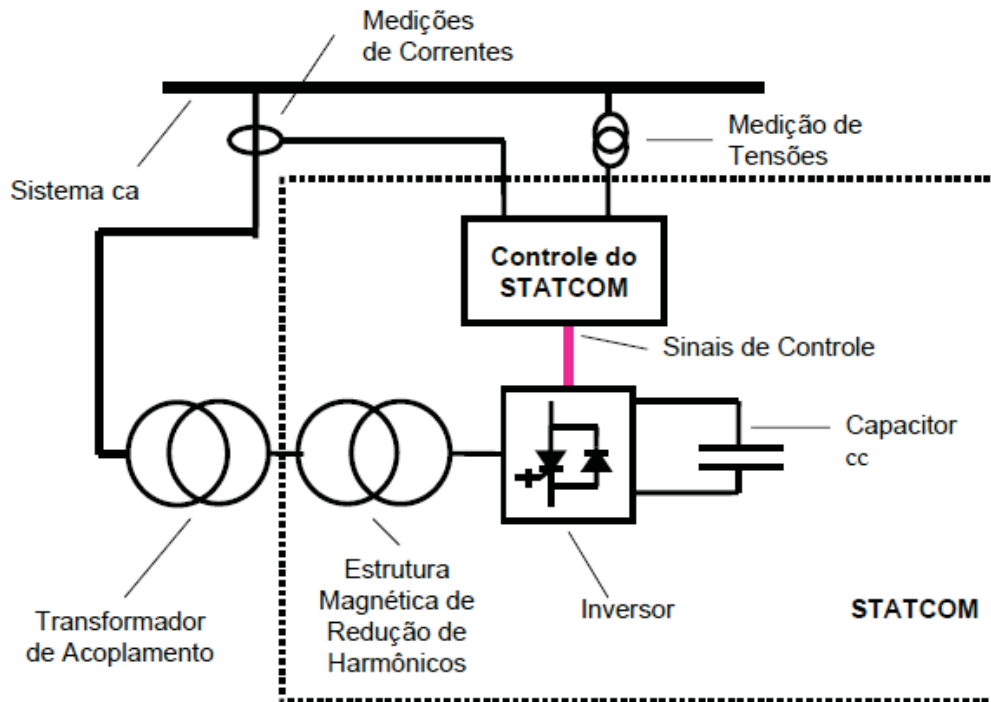 Medições
de Correntes
Medição de
Tensões
Sistema ca
Controle do
STATCOM
Sinais de Controle
Capacitor
cc
Estrutura
Magnética de
Redução de
Harmônicos
Inversor
STATCOM
Transformador
de Acoplamento